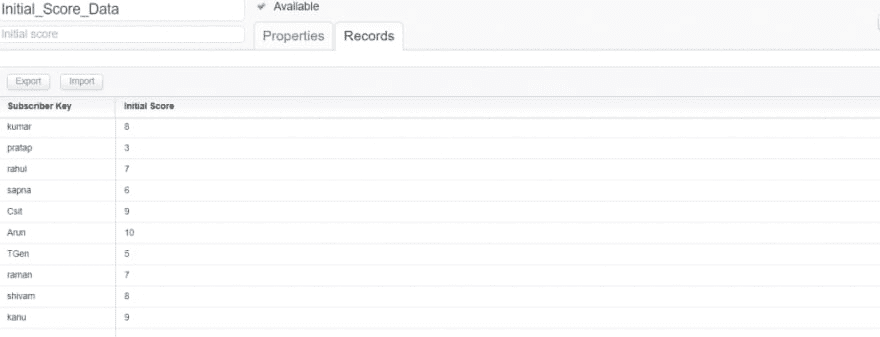 Initial_Score_Data
Available
Initial score
Properties Records
Export Import
Subscriber Key Initial Score
kumar 8
pratap 3
rahul 7
sapna 6
Csit 9
Arun 10
TGen 5
raman 7
shivam 8
kanu 9